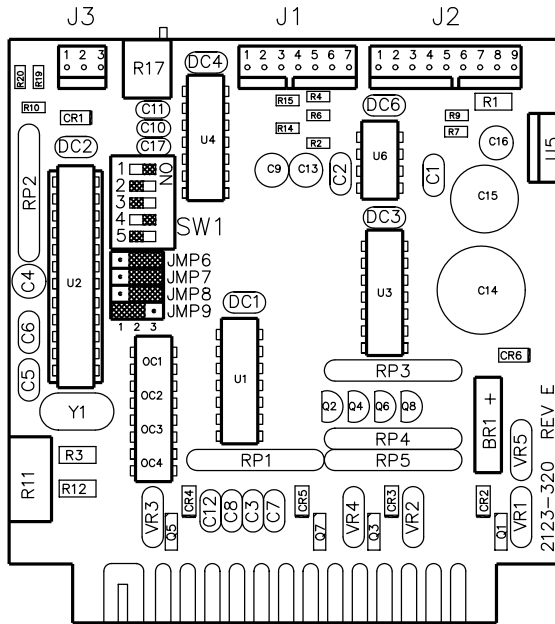 J3 J1 J2
1 2 3
1 2 3 4 5 6 7
1 2 3 4 5 6 7 8 9
R20 R19 R17 DC4
R10 CR1 C11 U4 R15 R4 DC6 R1
C10 R6 R9
R14 R7
C17 R2 U6 C16 U5
DC2 C9 C13 C2 C1
RP2 1 NO
2
3 C15
4 SW1 DC3
5
C4 U2 JMP6
JMP7
JMP8 U3 C14
JMP9 DC1
1 2 3
C6
OC1 CR6
C5 OC2 U1 RP3
Y1 OC3 Q2 Q4 Q6 Q8 BR1 +
OC4 RP4 VR5
R3 RP1 RP5
R11 R12
VR3 CR4 C12 C8 C3 C7 CR5 VR4 CR3 VR2 CR2 VR1
Q5 Q7 Q3 Q1
2123-320 REV E